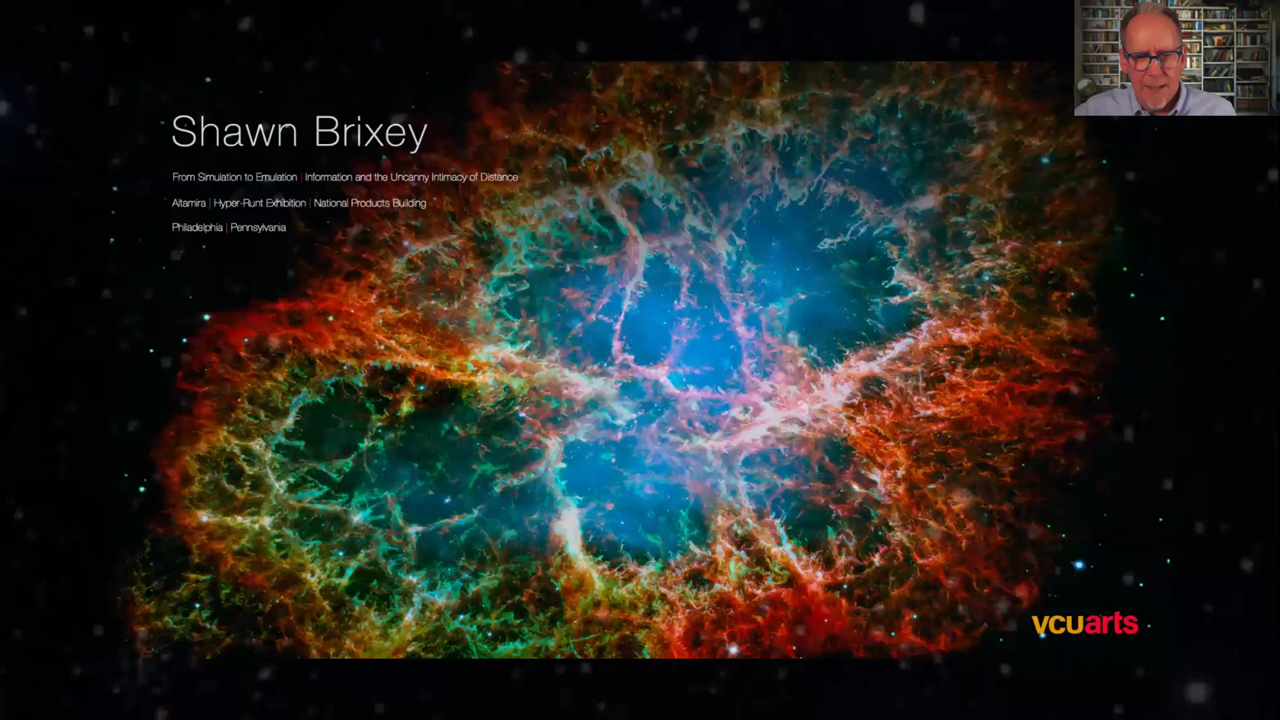 Shawn Brixey
From Simulation to Emulation | Information and the Uncanny Intimacy of Distance
Altamira | Hyper-Runt Exhibition | National Products Building
Philadelphia | Pennsylvania
vcuarts